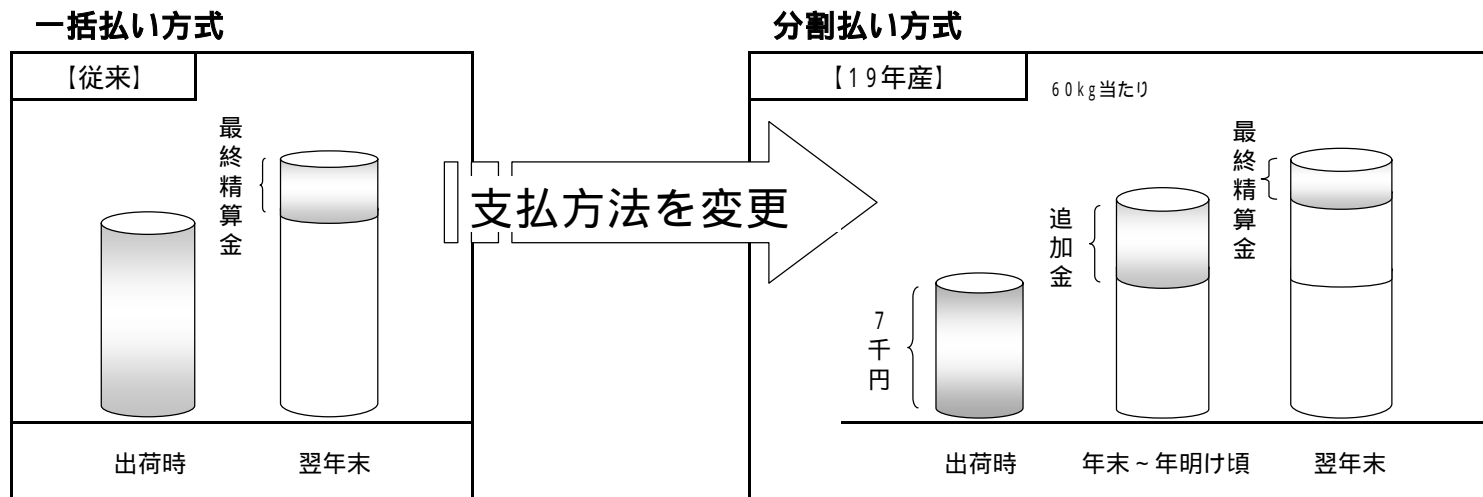 一括払い方式
【従来】
最終精算金
出荷時
翌年末
支払方法を変更
分割払い方式
【19年産】
60kg当たり
7千円
追加金
最終精算金
出荷時
年末~年明け頃
翌年末